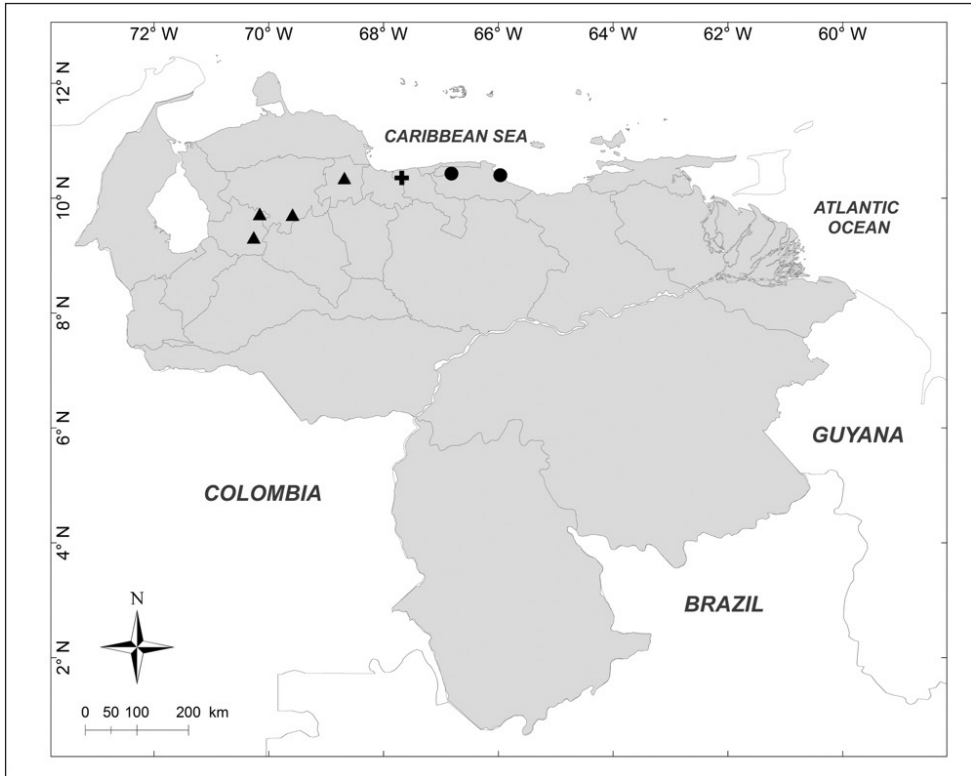 72° W 70° W 68° W 66° W 64° W 62° W 60° W
12° N
CARIBBEAN SEA
10° N
ATLANTIC
OCEAN
8° N
6° N
GUYANA
COLOMBIA
4° N
BRAZIL
N
2° N
0 50 100 200 km